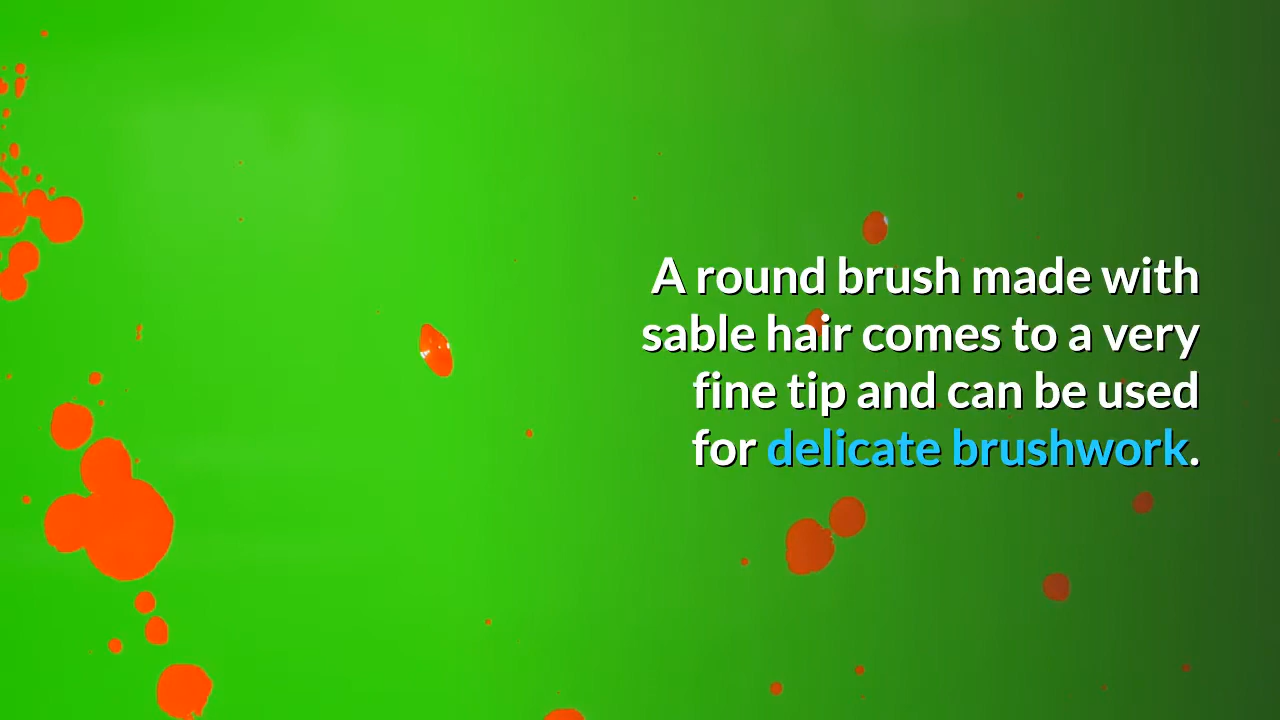 A round brush made with
sable hair comes to a very
fine tip and can be used
for delicate brushwork.